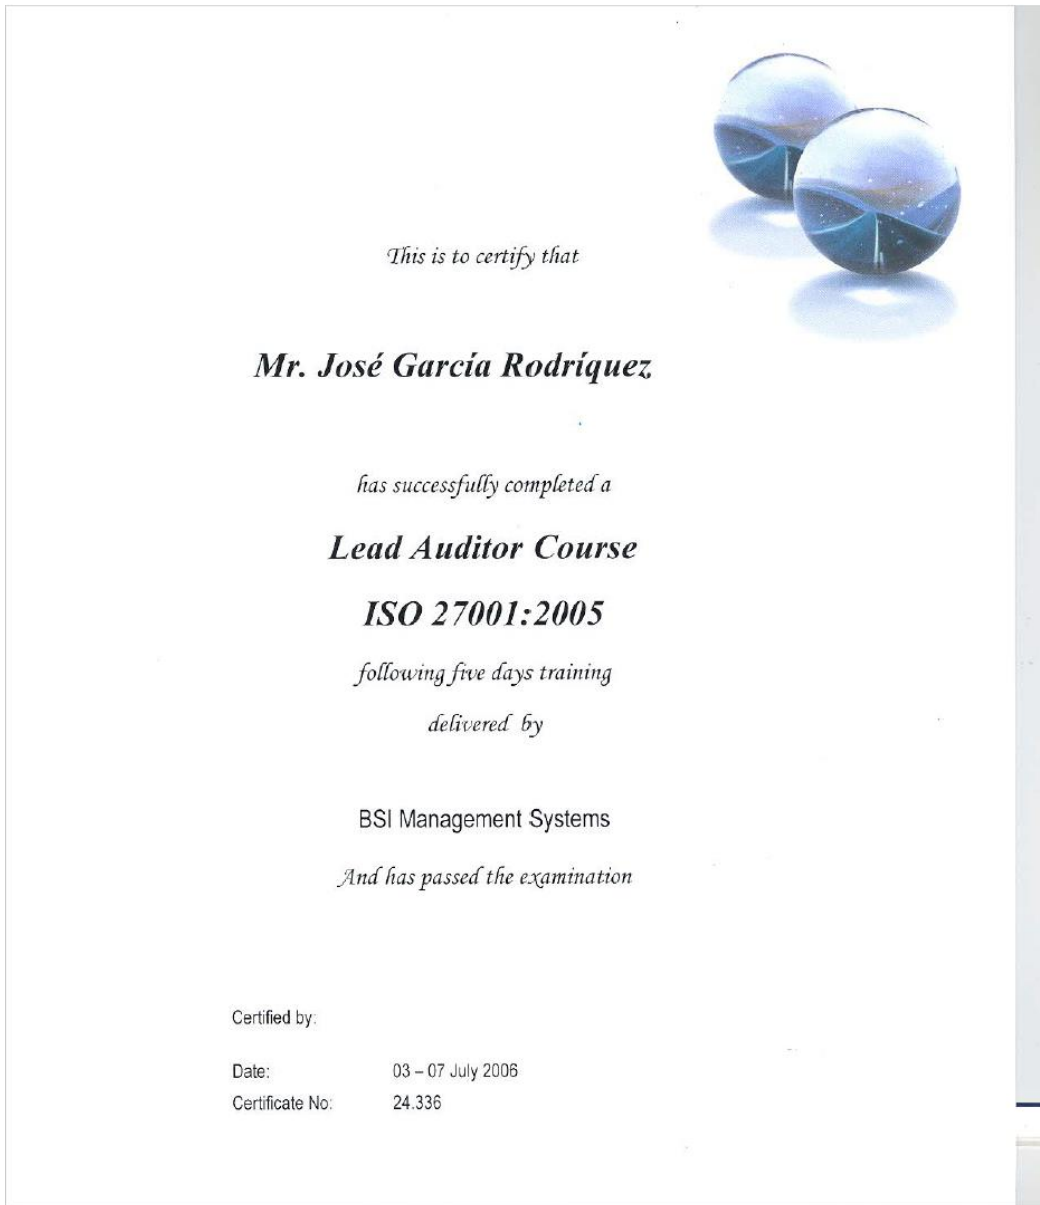 This is to certify that
Mr. José García Rodríquez
has successfully completed a
Lead Auditor Course
ISO 27001:2005
following five days training
delivered by
BSI Management Systems
And has passed the examination
Certified by:
Date: 03 – 07 July 2006
Certificate No: 24.336